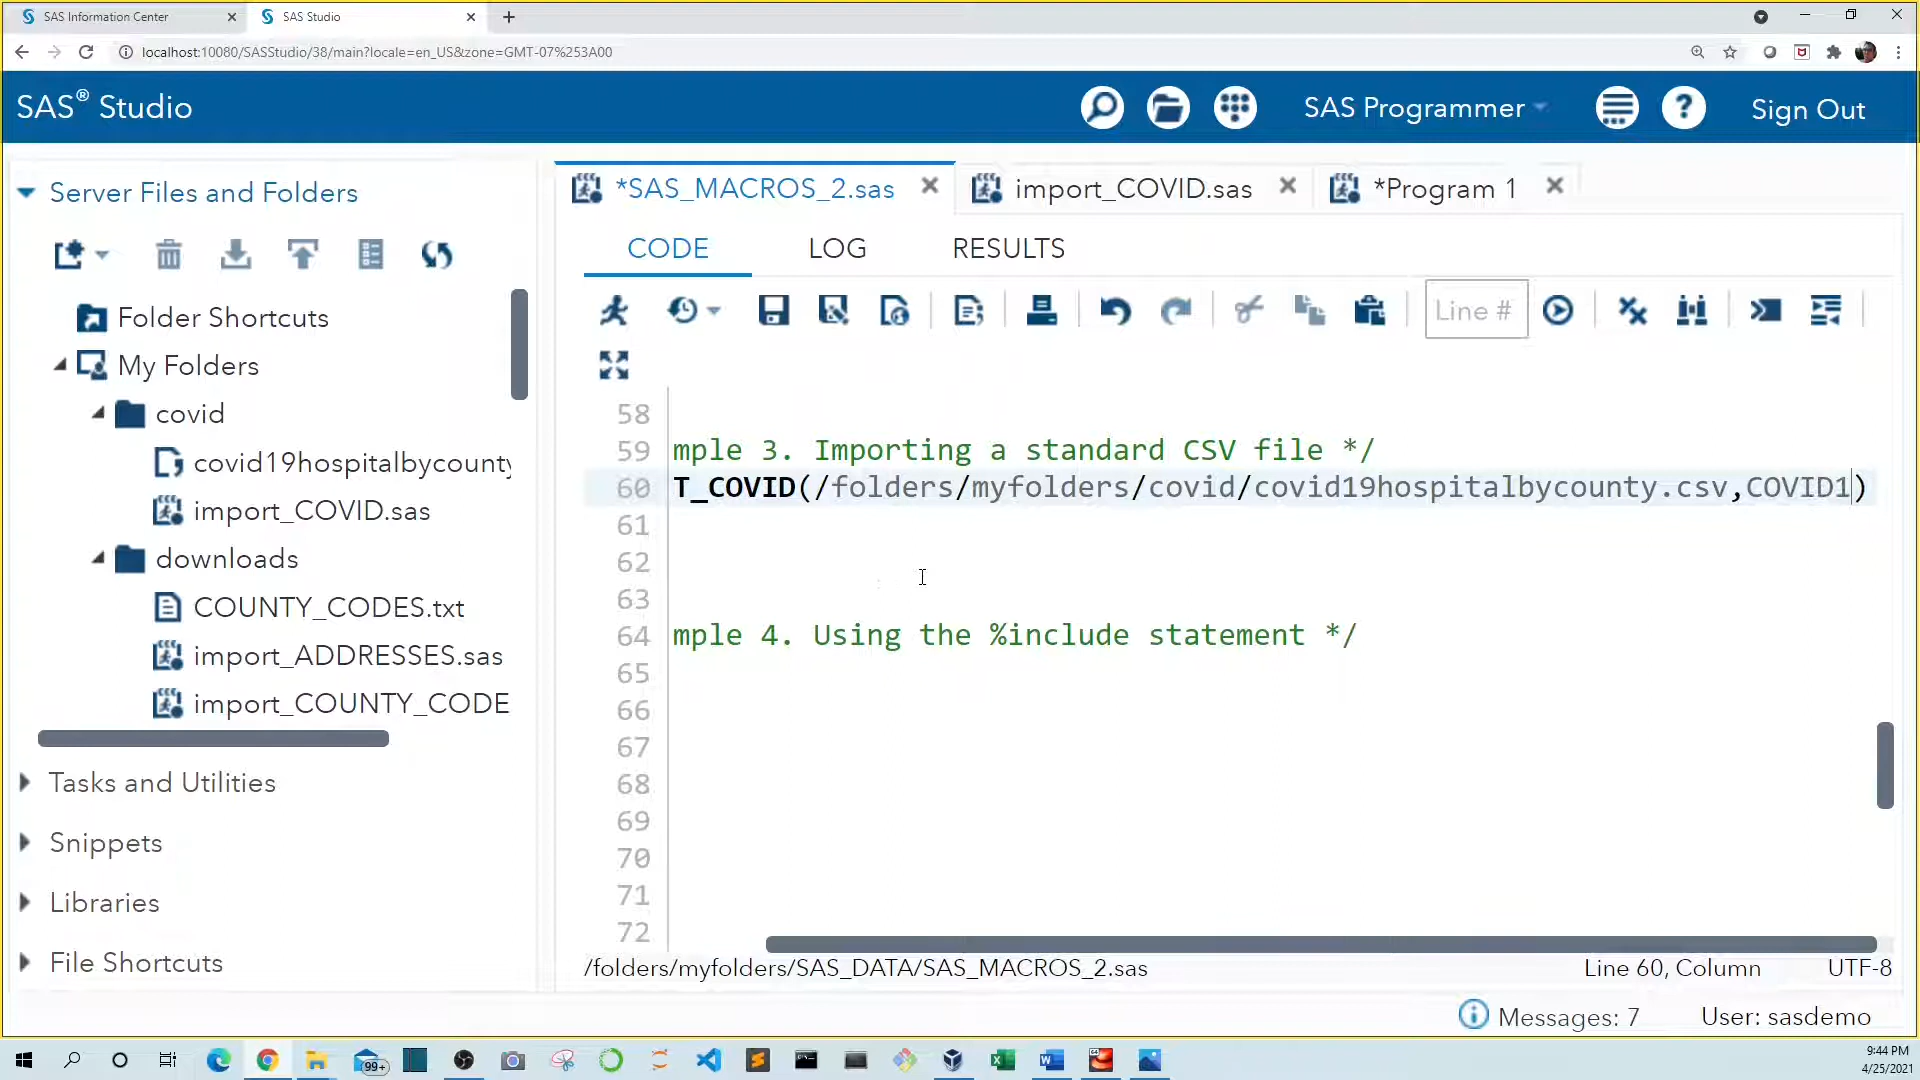 SAS Information Center
SAS Studio
localhost:10080/SASStudio/38/main?locale=en_US&zone=GMT-07%253A00
SAS® Studio
SAS Programmer
?
Sign Out
Server Files and Folders
Folder Shortcuts
My Folders
covid
covid19hospitalbycounty
import_COVID.sas
downloads
COUNTY_CODES.txt
import_ADDRESSES.sas
import_COUNTY_CODE
Tasks and Utilities
Snippets
Libraries
File Shortcuts
*SAS_MACROS_2.sas
import_COVID.sas
*Program 1
CODE LOG RESULTS
Line #
58
59 mple 3. Importing a standard CSV file */
60 T_COVID(/folders/myfolders/covid/covid19hospitalbycounty.csv,COVID1)
61
62
63
64 mple 4. Using the %include statement */
65
66
67
68
69
70
71
72
/folders/myfolders/SAS_DATA/SAS_MACROS_2.sas
Line 60, Column
UTF-8
Messages: 7
User: sasdemo
99+
9:44 PM
4/25/2021